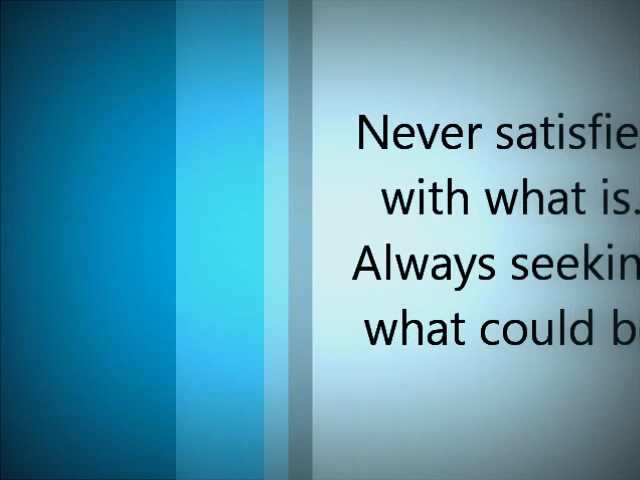 Never satisfie
with what is.
Always seekin
what could b